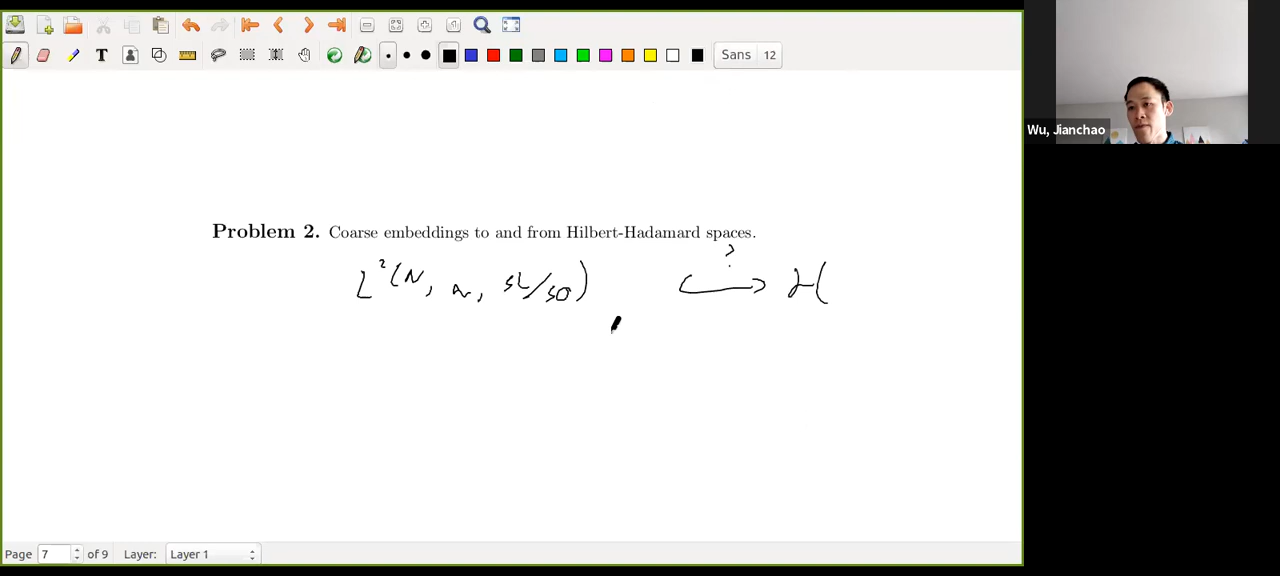 Sans 12
Wu, Jianchao
Problem 2. Coarse embeddings to and from Hilbert-Hadamard spaces.
?
L²(N, , SL/SO) ↪ H(
Page 7 of 9 Layer: Layer 1